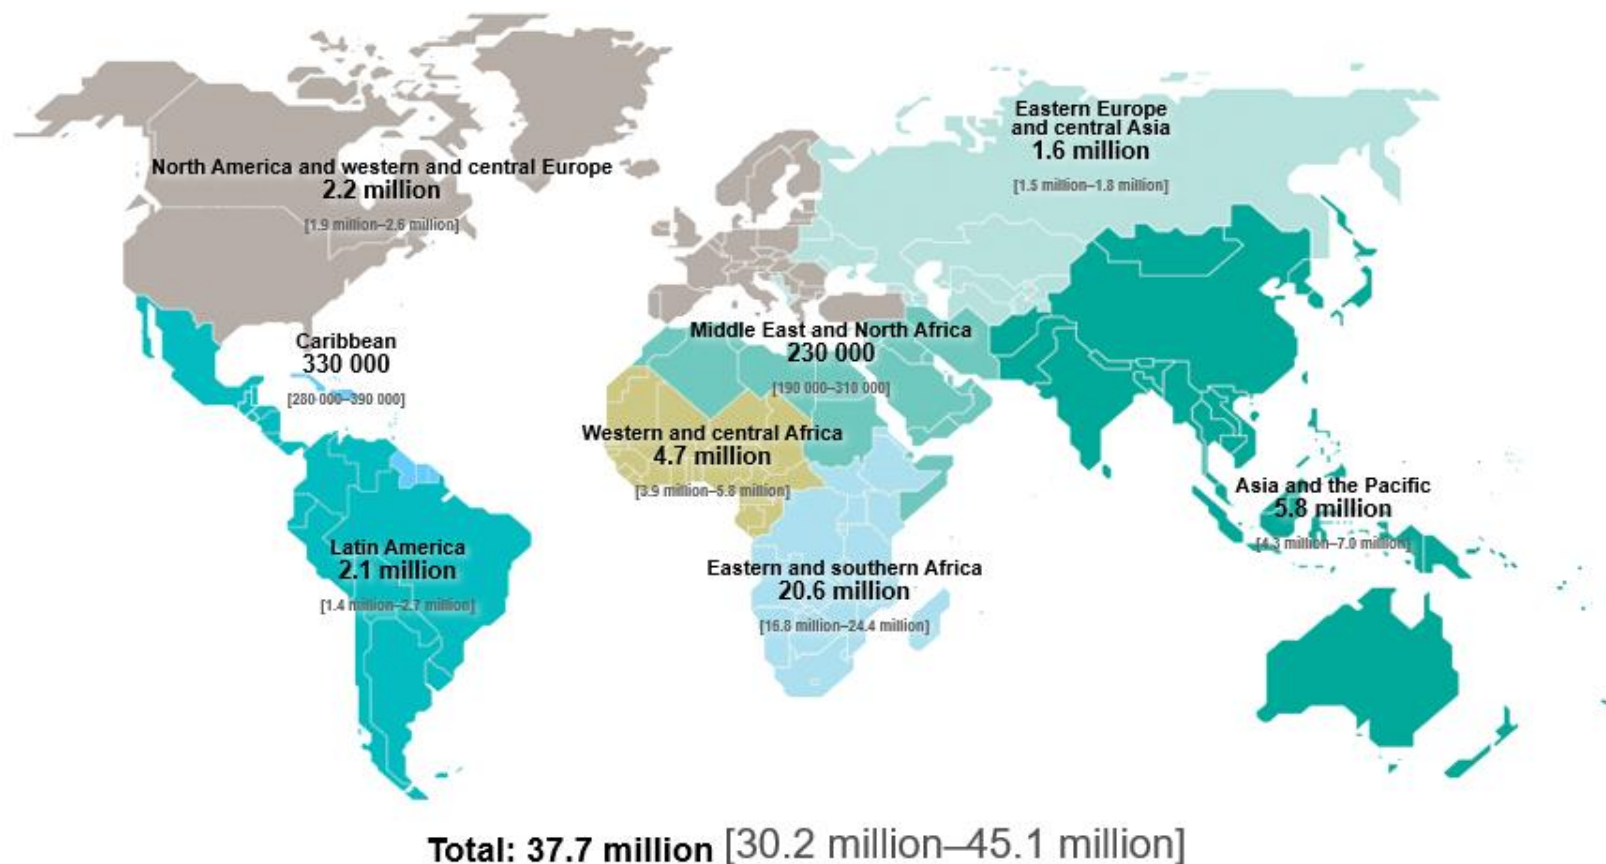 Eastern Europe
and central Asia
1.6 million
[1.5 million–1.8 million]
North America and western and central Europe
2.2 million
[1.9 million–2.6 million]
Middle East and North Africa
230 000
[190 000–310 000]
Caribbean
330 000
[280 000–390 000]
Western and central Africa
4.7 million
[3.9 million–5.8 million]
Asia and the Pacific
5.8 million
[4.3 million–7.0 million]
Latin America
2.1 million
[1.4 million–2.7 million]
Eastern and southern Africa
20.6 million
[16.8 million–24.4 million]
Total: 37.7 million [30.2 million–45.1 million]